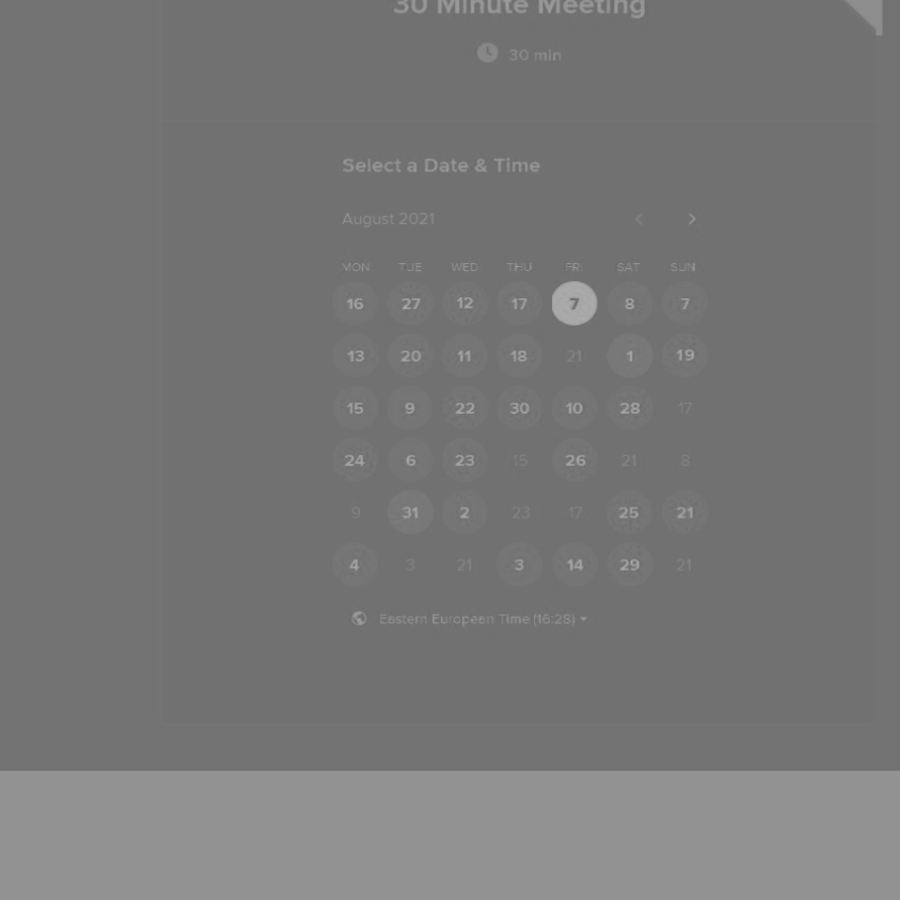 30 Minute Meeting
30 min
Select a Date & Time
August 2021
MON TUE WED THU FRI SAT SUN
16 27 12 17 7 8 7
13 20 11 18 21 1 19
15 9 22 30 10 28 17
24 6 23 15 26 21 8
9 31 2 23 17 25 21
4 3 21 3 14 29 21
Eastern European Time (16:28)